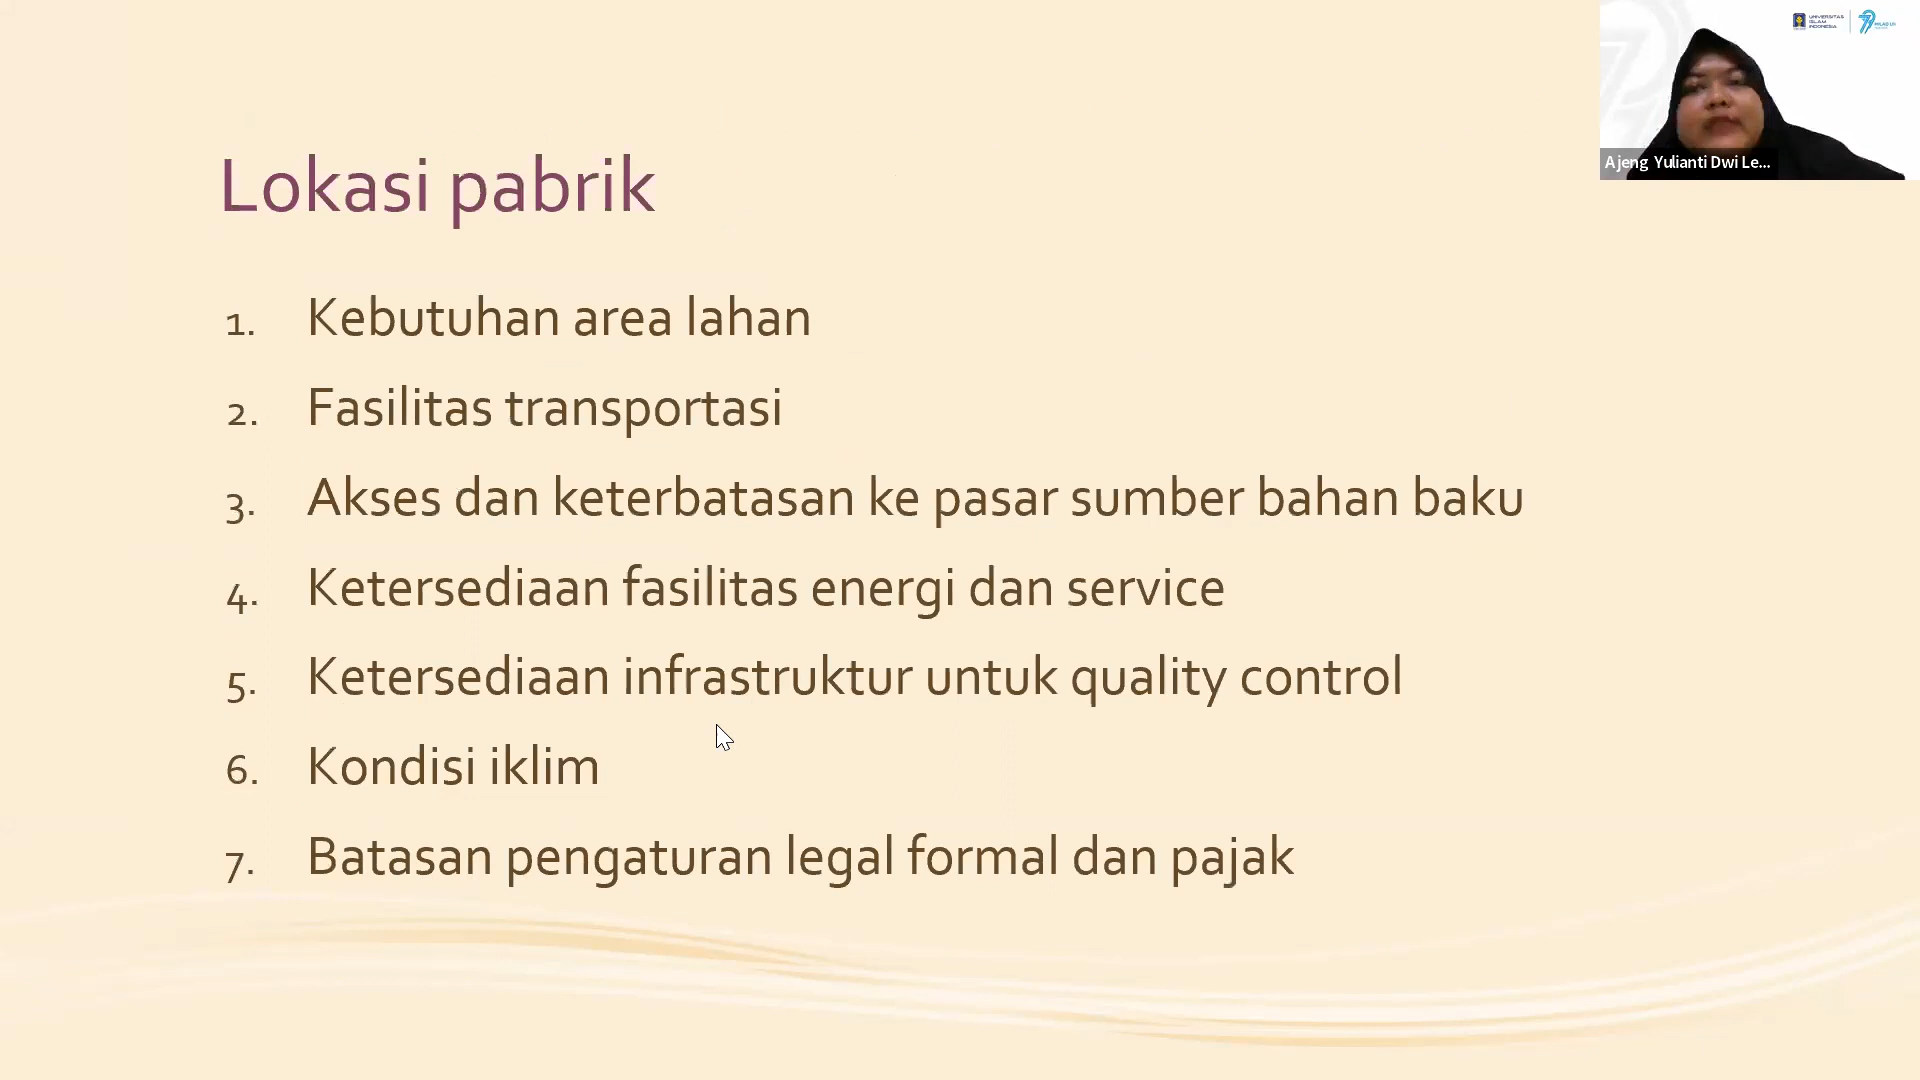 UNIVERSITAS
ISLAM
INDONESIA
Ajeng Yulianti Dwi Le...
Lokasi pabrik
1. Kebutuhan area lahan
2. Fasilitas transportasi
3. Akses dan keterbatasan ke pasar sumber bahan baku
4. Ketersediaan fasilitas energi dan service
5. Ketersediaan infrastruktur untuk quality control
6. Kondisi iklim
7. Batasan pengaturan legal formal dan pajak